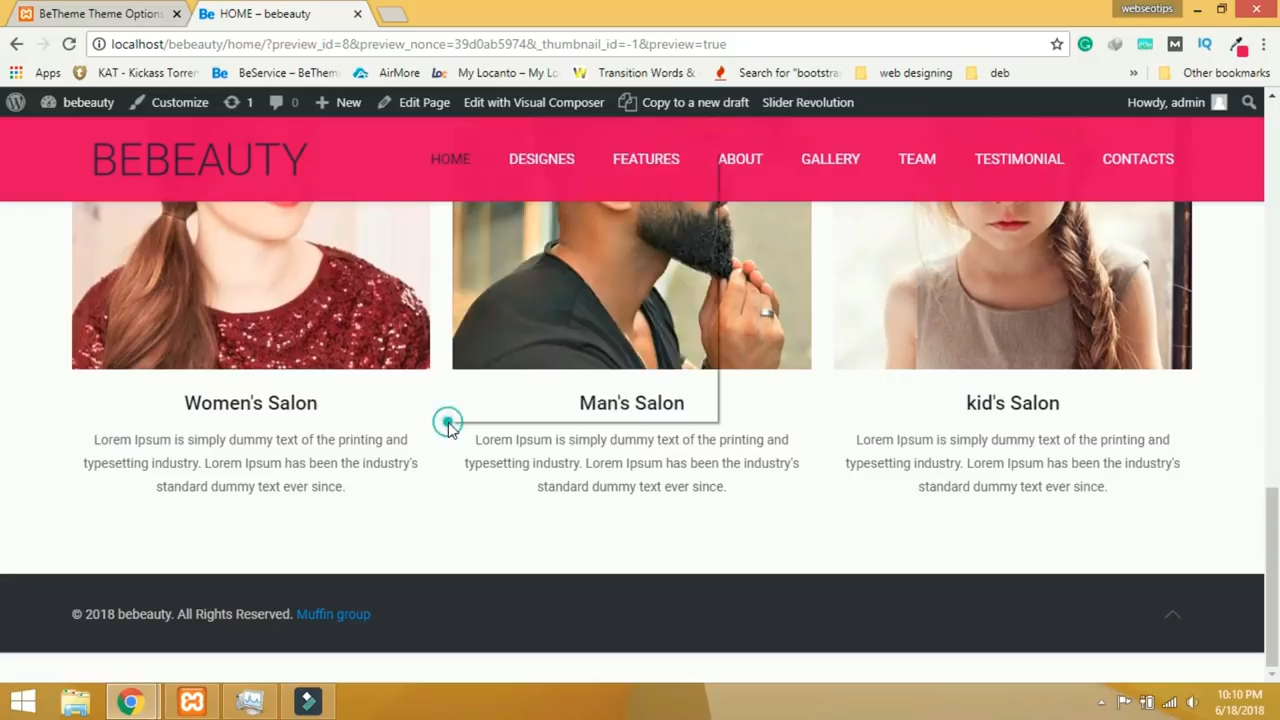 webseotips
BeTheme Theme Options
HOME – bebeauty
localhost/bebeauty/home/?preview_id=8&preview_nonce=39d0ab5974&_thumbnail_id=-1&preview=true
Apps KAT - Kickass Torren BeService – BeThem AirMore My Locanto – My Lo Transition Words & Search for "bootstra web designing deb » Other bookmarks
bebeauty Customize 1 0 New Edit Page Edit with Visual Composer Copy to a new draft Slider Revolution Howdy, admin
BEBEAUTY HOME DESIGNES FEATURES ABOUT GALLERY TEAM TESTIMONIAL CONTACTS
Women's Salon
Lorem Ipsum is simply dummy text of the printing and
typesetting industry. Lorem Ipsum has been the industry's
standard dummy text ever since.
Man's Salon
Lorem Ipsum is simply dummy text of the printing and
typesetting industry. Lorem Ipsum has been the industry's
standard dummy text ever since.
kid's Salon
Lorem Ipsum is simply dummy text of the printing and
typesetting industry. Lorem Ipsum has been the industry's
standard dummy text ever since.
© 2018 bebeauty. All Rights Reserved. Muffin group
10:10 PM
6/18/2018